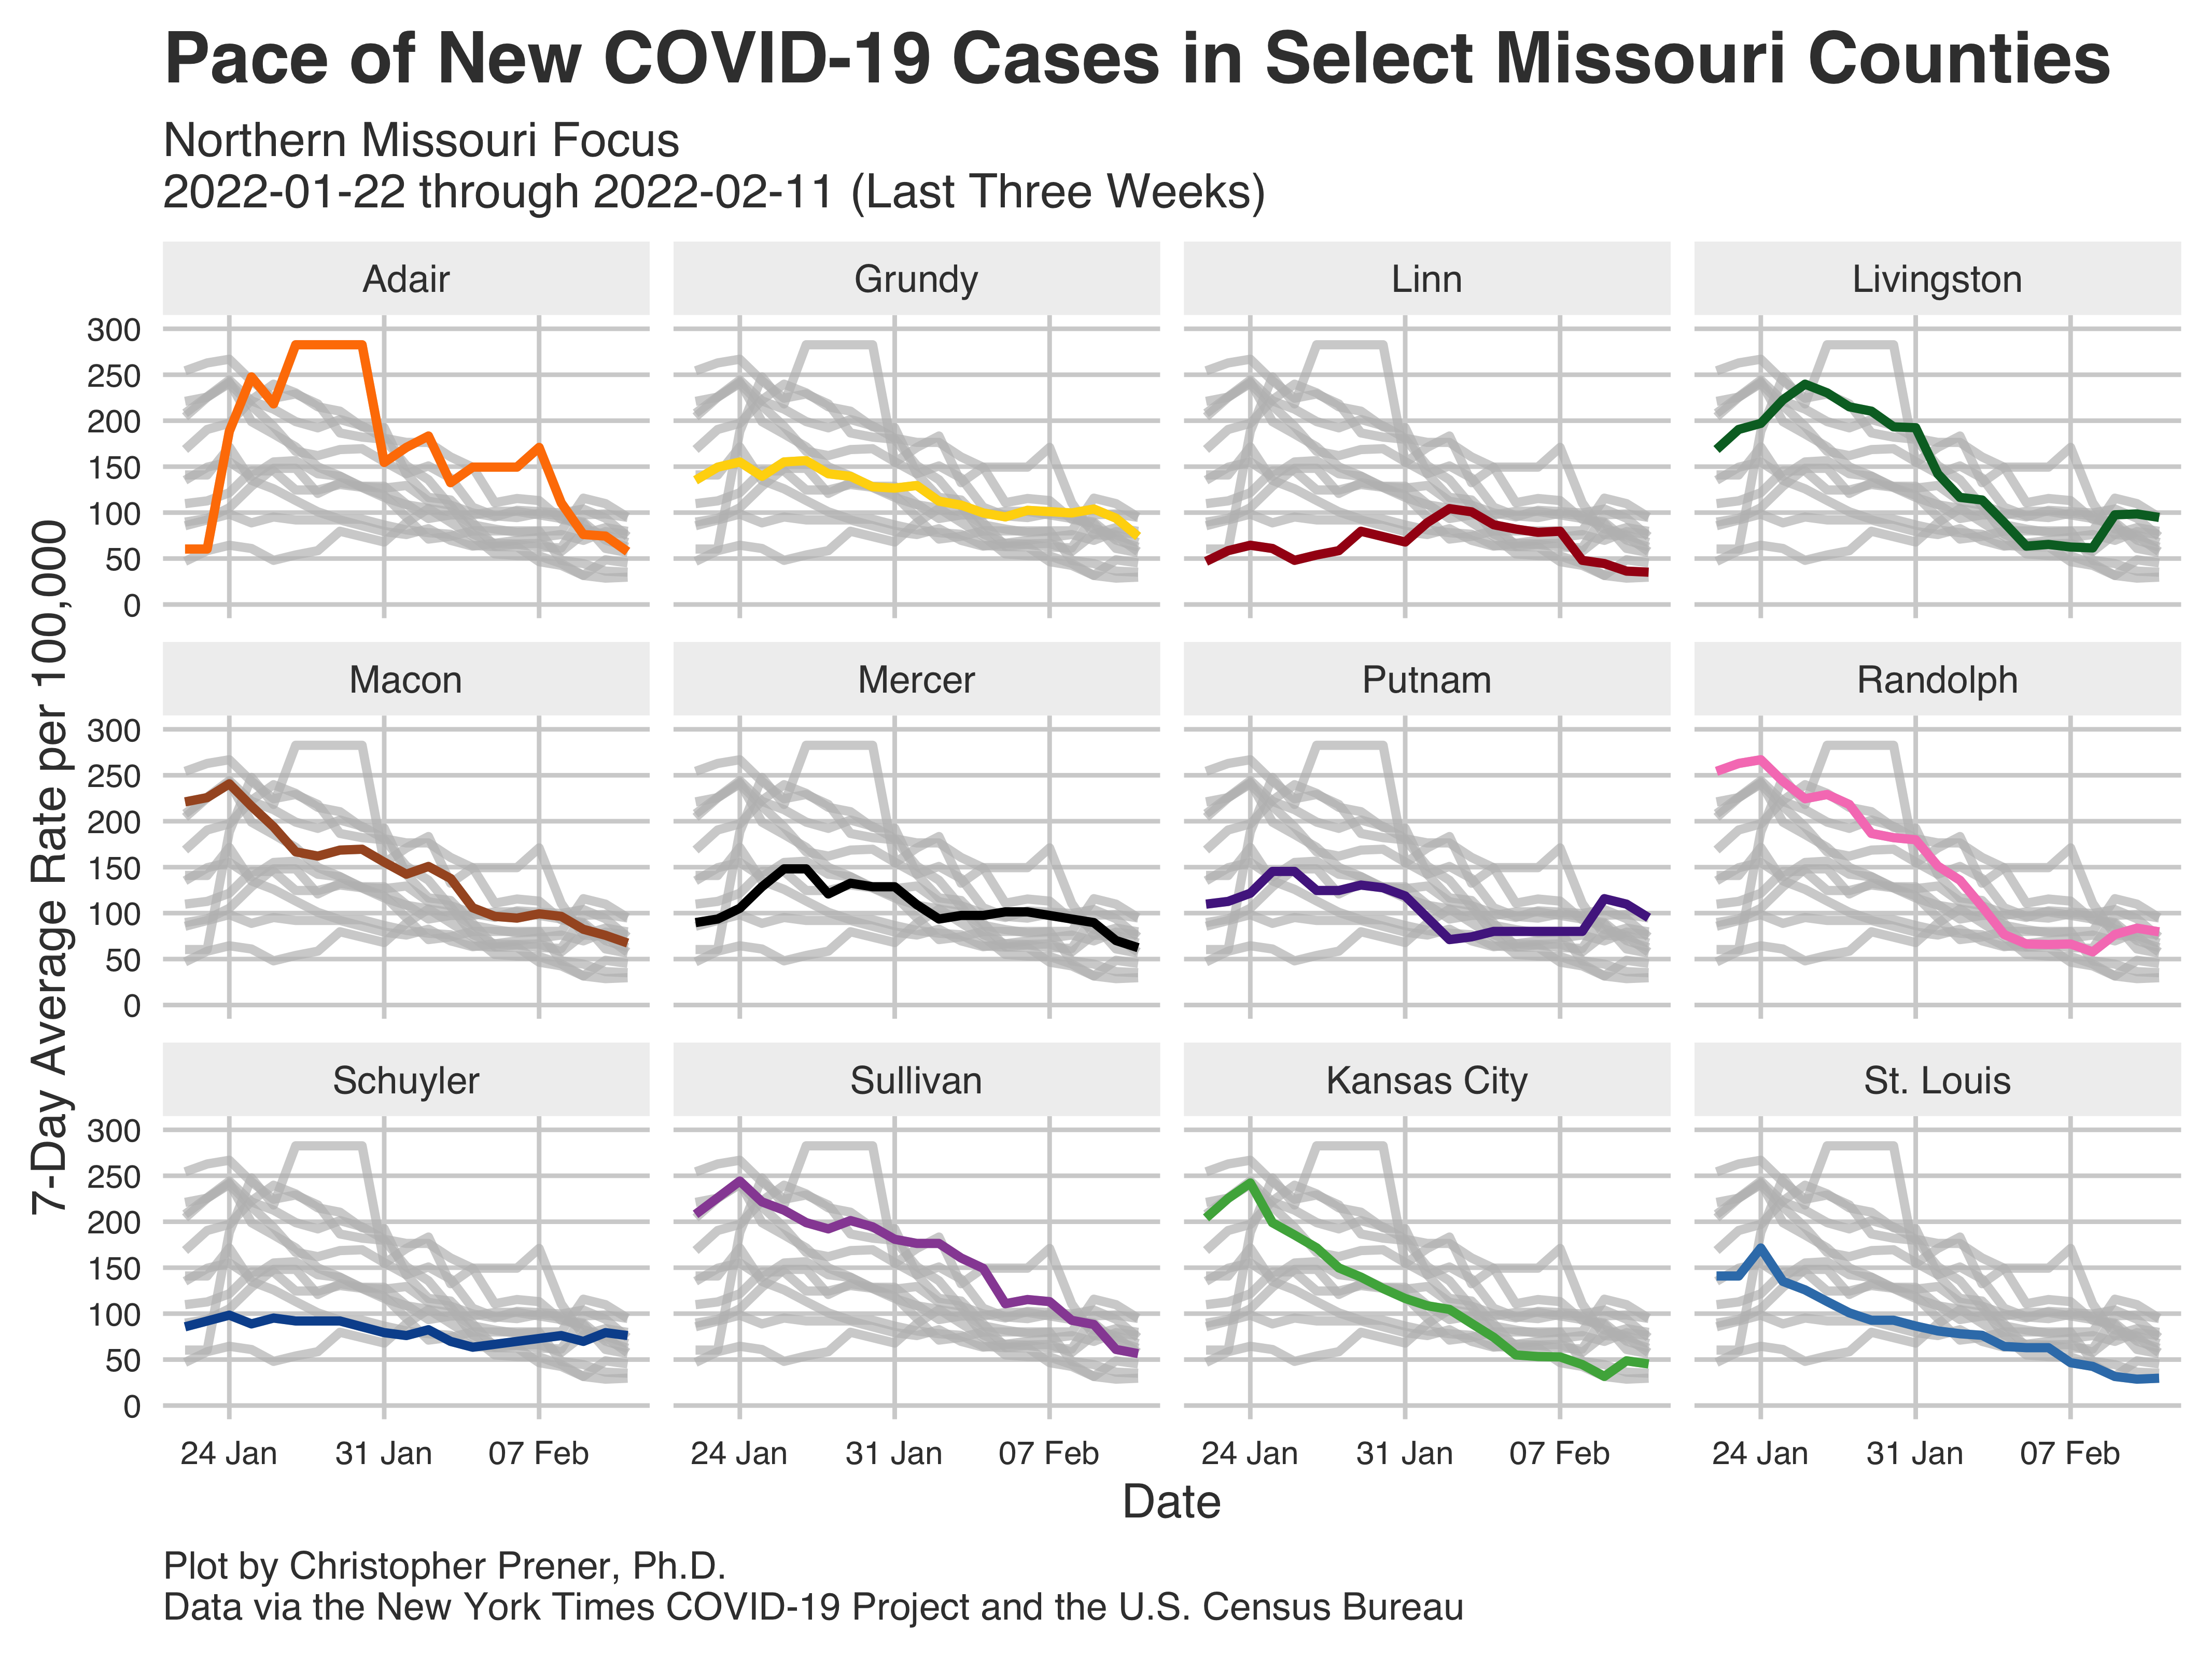 Pace of New COVID-19 Cases in Select Missouri Counties
Northern Missouri Focus
2022-01-22 through 2022-02-11 (Last Three Weeks)
7-Day Average Rate per 100,000
Adair
Grundy
Linn
Livingston
300
250
200
150
100
50
0
Macon
Mercer
Putnam
Randolph
300
250
200
150
100
50
0
Schuyler
Sullivan
Kansas City
St. Louis
300
250
200
150
100
50
0
24 Jan 31 Jan 07 Feb
24 Jan 31 Jan 07 Feb
24 Jan 31 Jan 07 Feb
24 Jan 31 Jan 07 Feb
Date
Plot by Christopher Prener, Ph.D.
Data via the New York Times COVID-19 Project and the U.S. Census Bureau